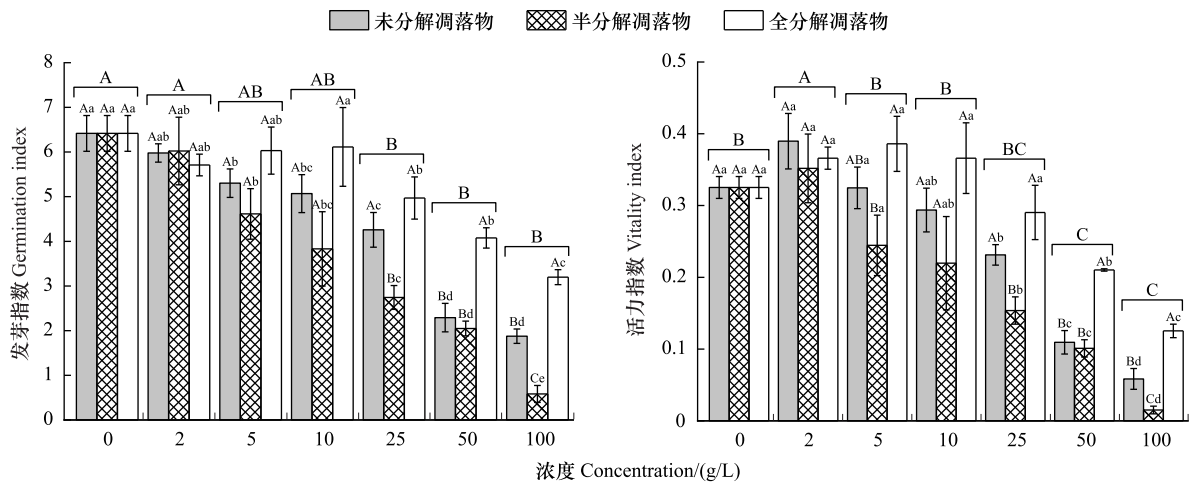 未分解凋落物 半分解凋落物 全分解凋落物
发芽指数 Germination index
8
7
6
5
4
3
2
1
0
A A AB AB B B B
Aa Aa Aa
Aab Aab Aab
Ab Ab Aab
Abc Abc Aa
Ac Bc Ab
Bd Bd Ab
Bd Ce Ac
0 2 5 10 25 50 100
活力指数 Vitality index
0.5
0.4
0.3
0.2
0.1
0
B A B B BC C C
Aa Aa Aa
Aa Aa Aa
ABa Ba Aa
Aab Aab Aa
Ab Bb Aa
Bc Bc Ab
Bd Cd Ac
0 2 5 10 25 50 100
浓度 Concentration/(g/L)